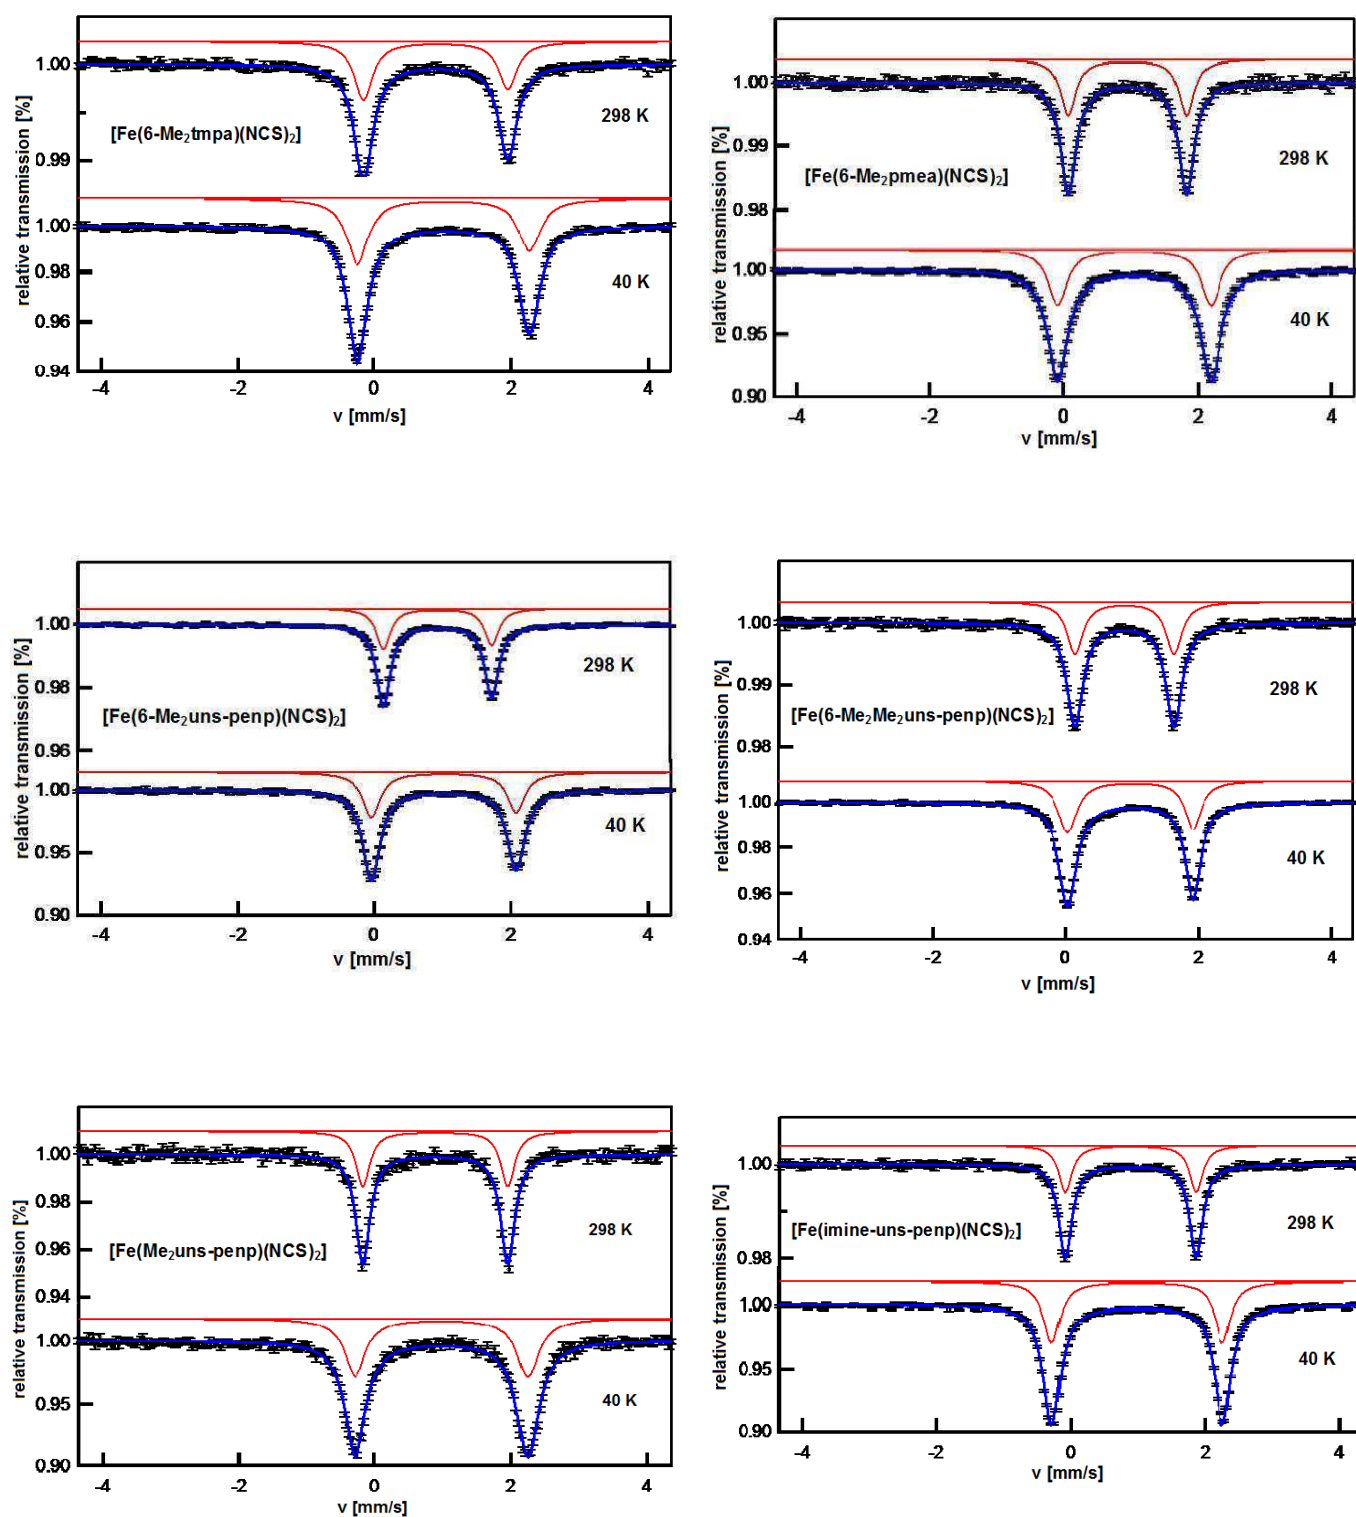 relative transmission [%]
1.00
0.99
1.00
0.98
0.96
0.94
298 K
[Fe(6-Me₂tmpa)(NCS)₂]
40 K
-4 -2 0 2 4
v [mm/s]
relative transmission [%]
1.00
0.99
0.98
1.00
0.95
0.90
298 K
[Fe(6-Me₂pmea)(NCS)₂]
40 K
-4 -2 0 2 4
v [mm/s]
relative transmission [%]
1.00
0.98
0.96
1.00
0.95
0.90
298 K
[Fe(6-Me₂uns-penp)(NCS)₂]
40 K
-4 -2 0 2 4
v [mm/s]
relative transmission [%]
1.00
0.99
0.98
1.00
0.98
0.96
0.94
298 K
[Fe(6-Me₂Me₂uns-penp)(NCS)₂]
40 K
-4 -2 0 2 4
v [mm/s]
relative transmission [%]
1.00
0.98
0.96
0.94
1.00
0.95
0.90
298 K
[Fe(Me₂uns-penp)(NCS)₂]
40 K
-4 -2 0 2 4
v [mm/s]
relative transmission [%]
1.00
0.98
1.00
0.95
0.90
298 K
[Fe(imine-uns-penp)(NCS)₂]
40 K
-4 -2 0 2 4
v [mm/s]